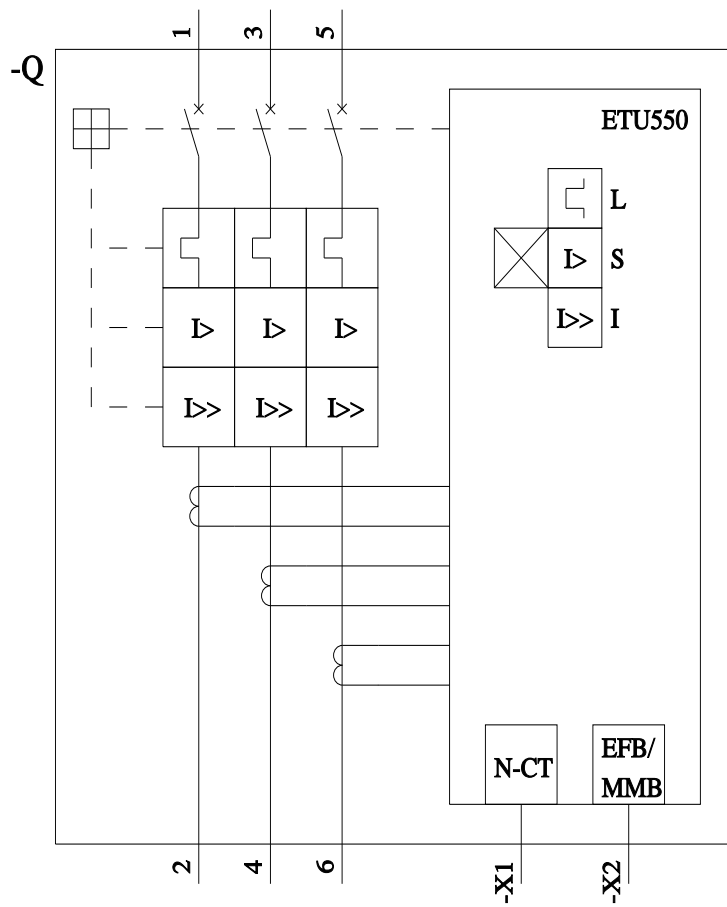 1
3
5
-Q
ETU550
L
I> S
I>> I
I> I> I>
I>> I>> I>>
N-CT
EFB/
MMB
2
4
6
-X1
-X2